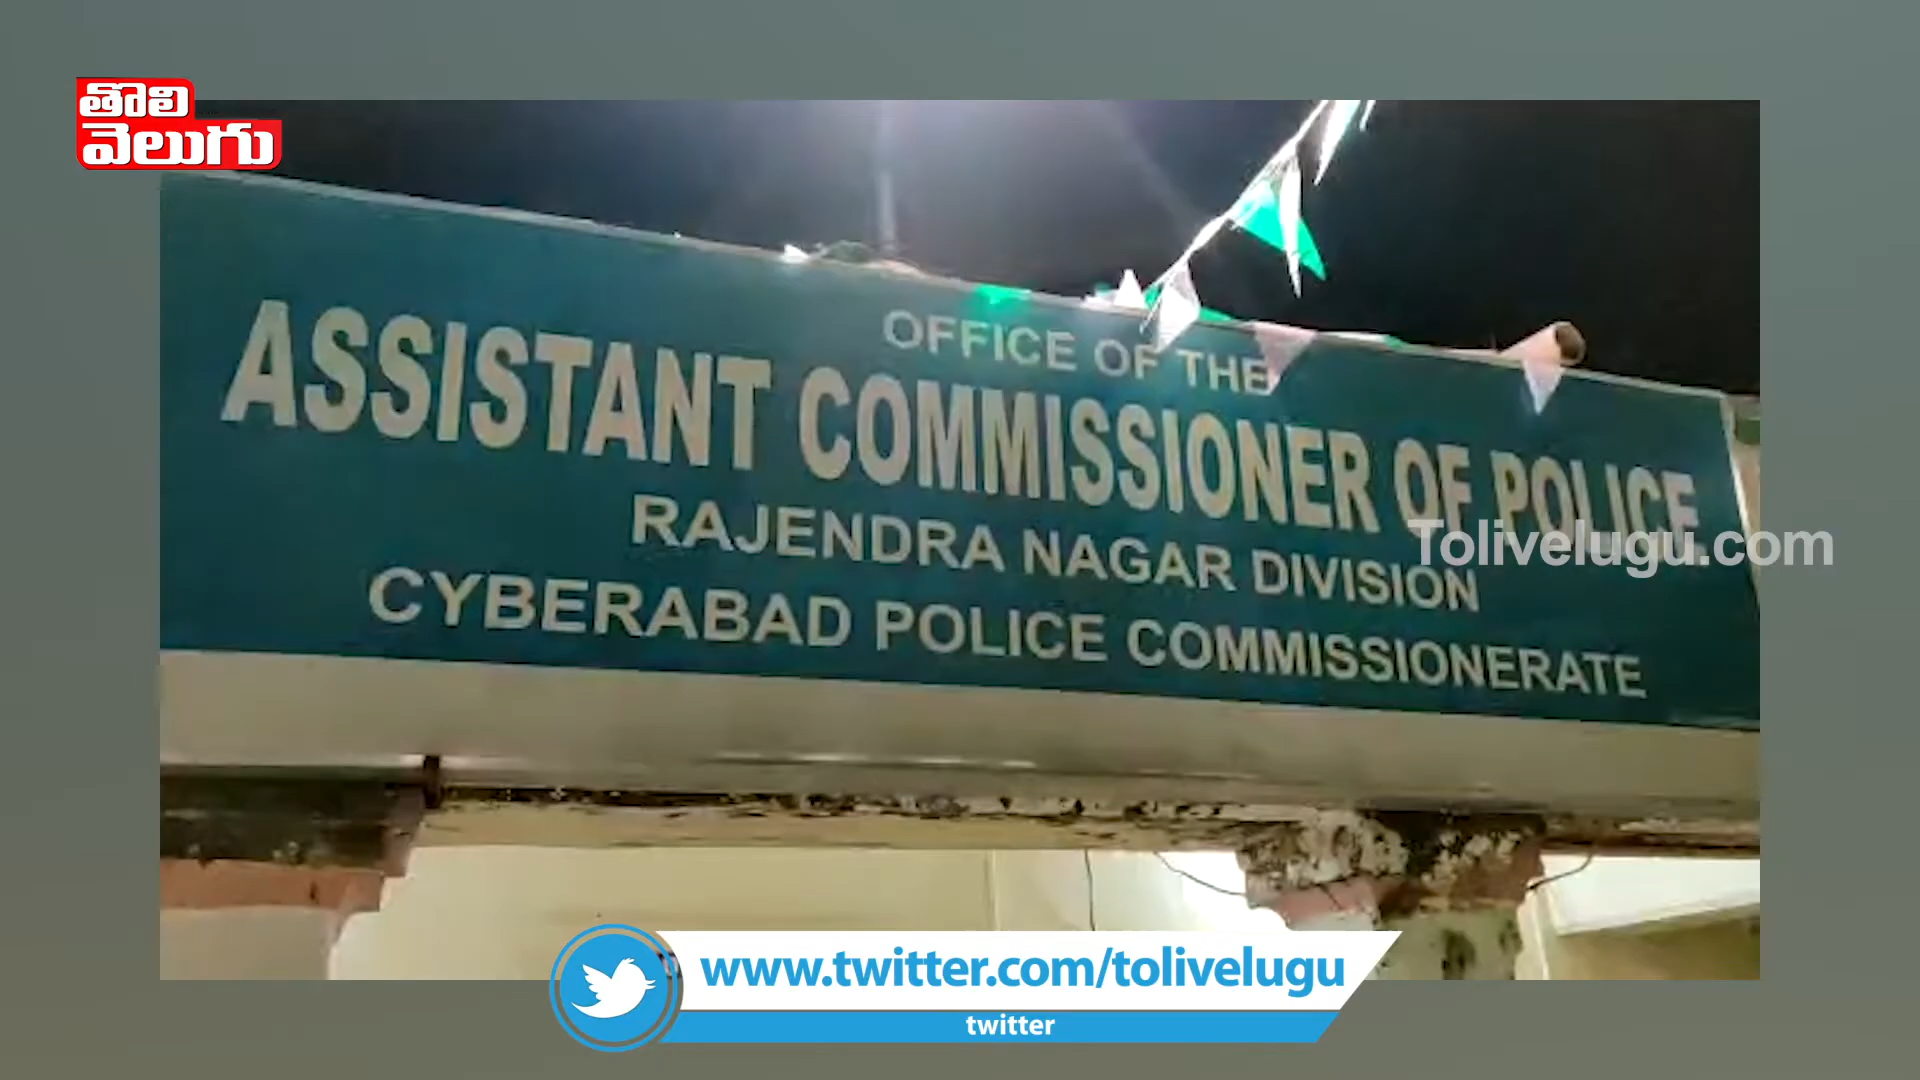 తొలి
వెలుగు
OFFICE OF THE
ASSISTANT COMMISSIONER OF POLICE
RAJENDRA NAGAR DIVISION
CYBERABAD POLICE COMMISSIONERATE
Tolivelugu.com
www.twitter.com/tolivelugu
twitter